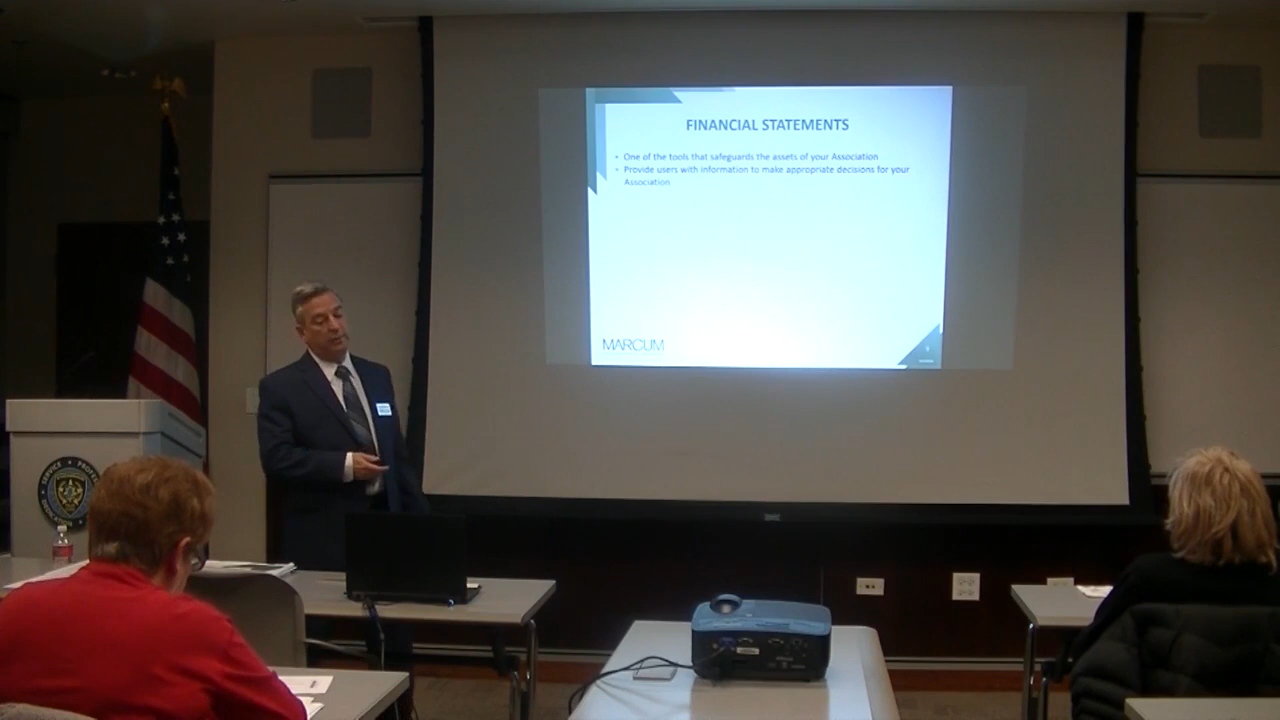 FINANCIAL STATEMENTS
• One of the tools that safeguards the assets of your Association
• Provide users with information to make appropriate decisions for your
Association
MARCUM
SERVICE